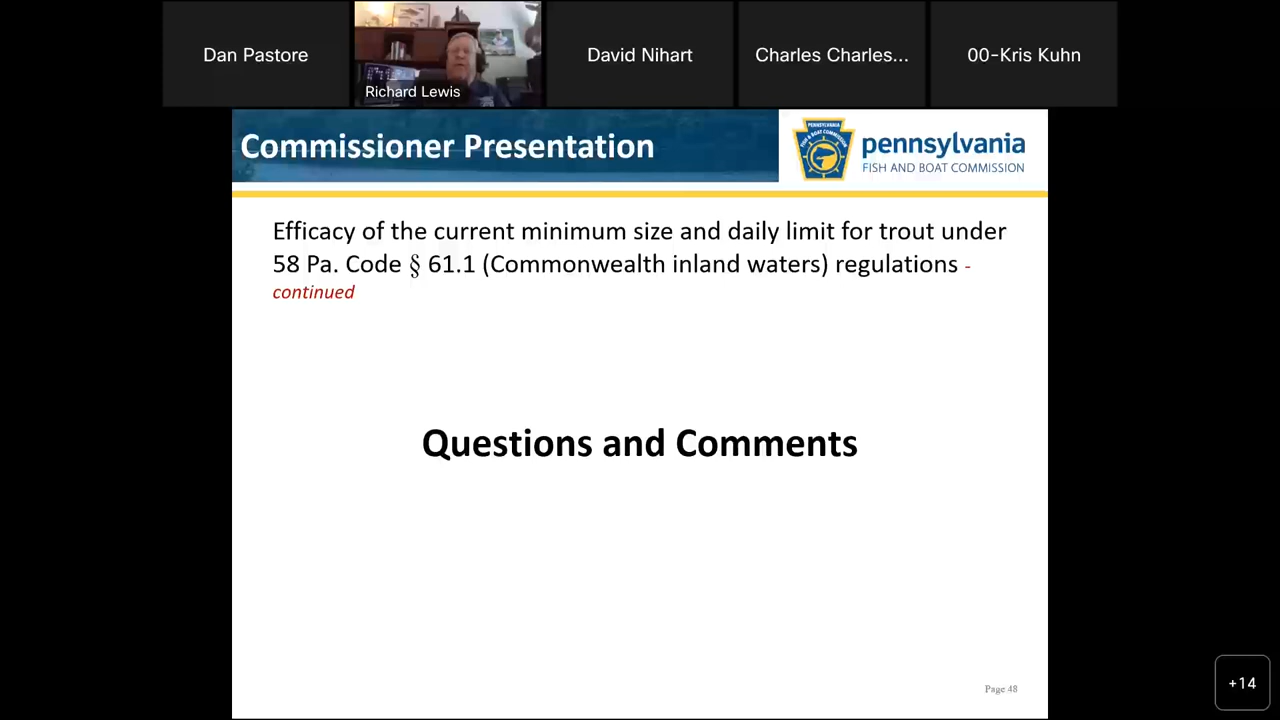 Dan Pastore
Richard Lewis
David Nihart
Charles Charles...
00-Kris Kuhn
Commissioner Presentation
pennsylvania
FISH AND BOAT COMMISSION
Efficacy of the current minimum size and daily limit for trout under
58 Pa. Code § 61.1 (Commonwealth inland waters) regulations -
continued
Questions and Comments
Page 48
+14